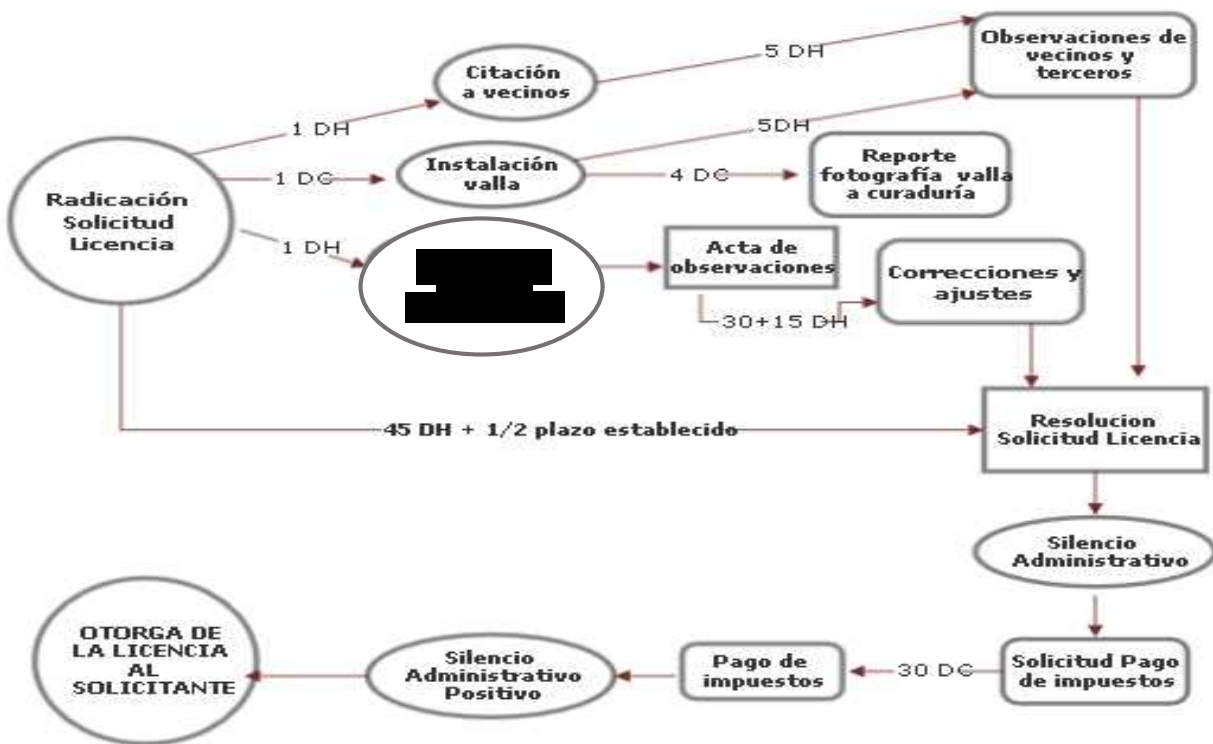 Citación
a vecinos
5 DH
Observaciones de
vecinos y
terceros
1 DH
5DH
Instalación
valla
1 DC
4 DC
Reporte
fotografía valla
a curaduría
Radicación
Solicitud
Licencia
1 DH
Acta de
observaciones
Correcciones y
ajustes
30+15 DH
45 DH + 1/2 plazo establecido
Resolucion
Solicitud Licencia
Silencio
Administrativo
OTORGA DE
LA LICENCIA
AL
SOLICITANTE
Silencio
Administrativo
Positivo
Pago de
impuestos
30 DC
Solicitud Pago
de impuestos